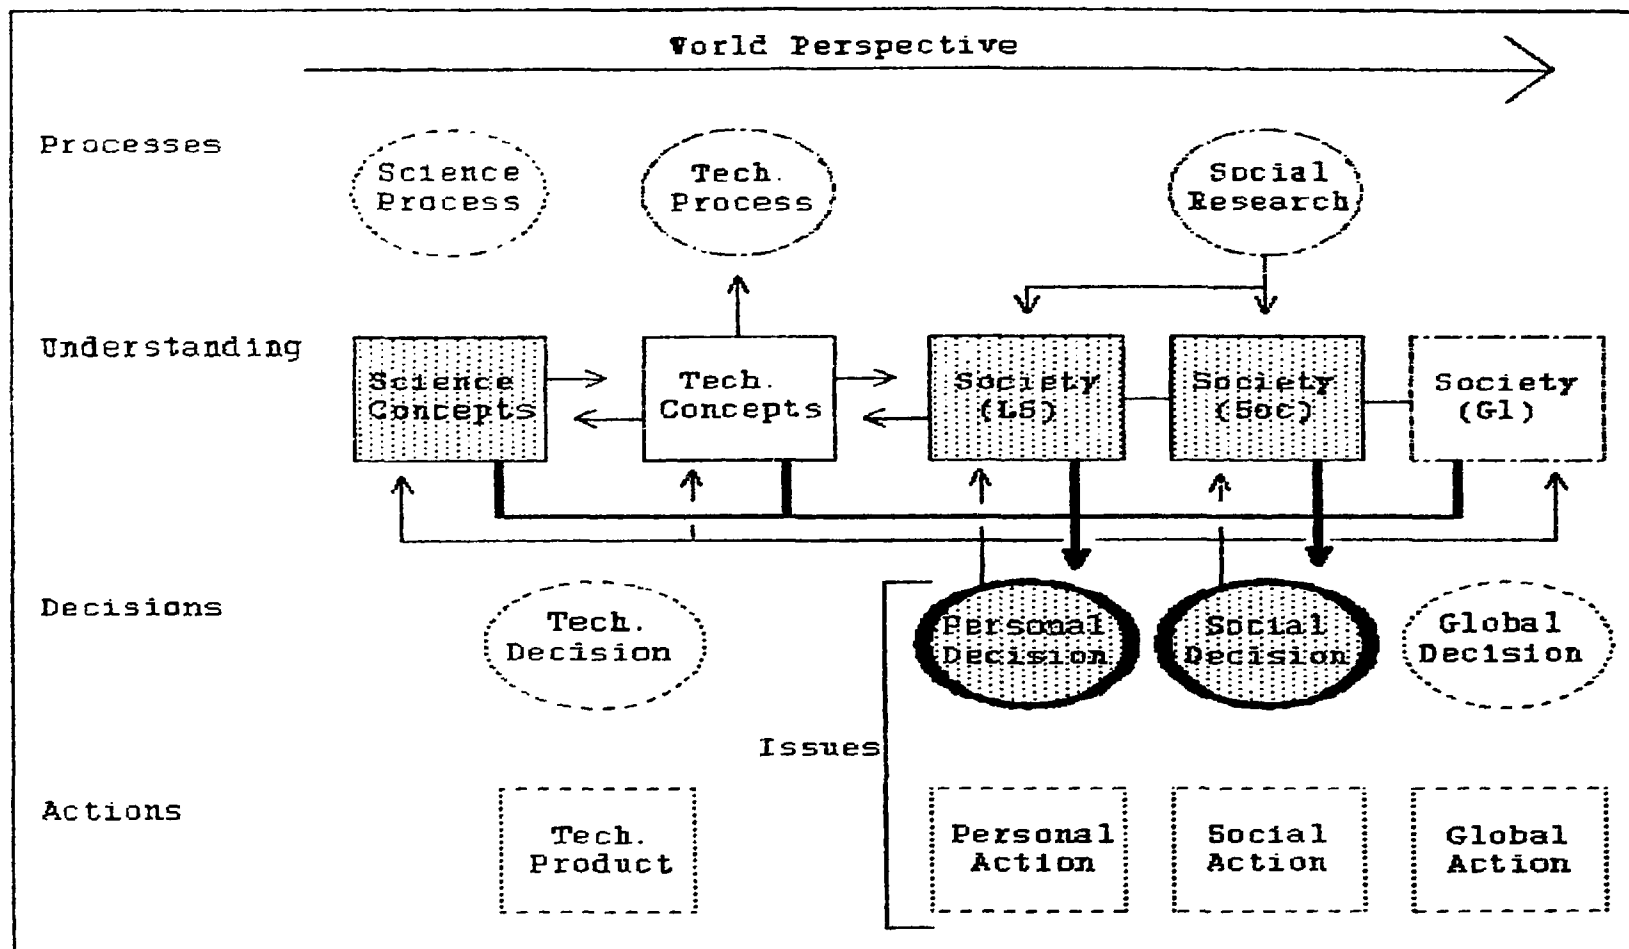 World Perspective
Processes
Science
Process
Tech.
Process
Social
Research
Understanding
Science
Concepts
Tech.
Concepts
Society
(LS)
Society
(Soc)
Society
(Gl)
Decisions
Tech.
Decision
Personal
Decision
Social
Decision
Global
Decision
Issues
Actions
Tech.
Product
Personal
Action
Social
Action
Global
Action